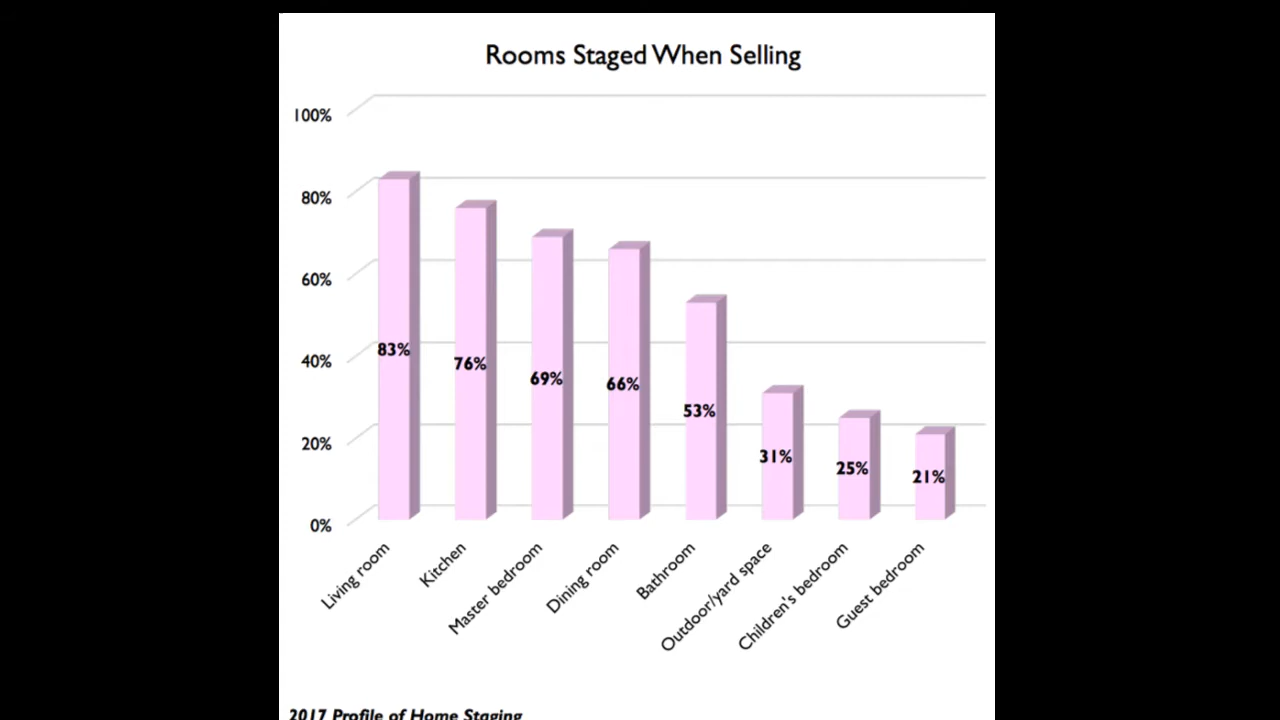 Rooms Staged When Selling
100%
80%
60%
40%
20%
0%
83%
76%
69%
66%
53%
31%
25%
21%
Living room
Kitchen
Master bedroom
Dining room
Bathroom
Outdoor/yard space
Children's bedroom
Guest bedroom
2017 Profile of Home Staging